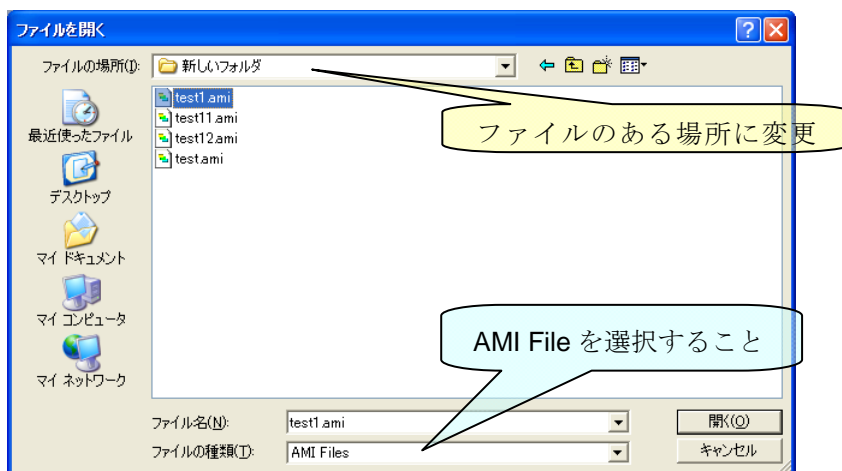 ファイルを開く
ファイルの場所(I):
新しいフォルダ
test1.ami
test11.ami
test12.ami
test.ami
ファイルのある場所に変更
最近使ったファイル
デスクトップ
マイ ドキュメント
マイ コンピュータ
マイ ネットワーク
AMI File を選択すること
ファイル名(N):
test1.ami
開く(O)
ファイルの種類(T):
AMI Files
キャンセル